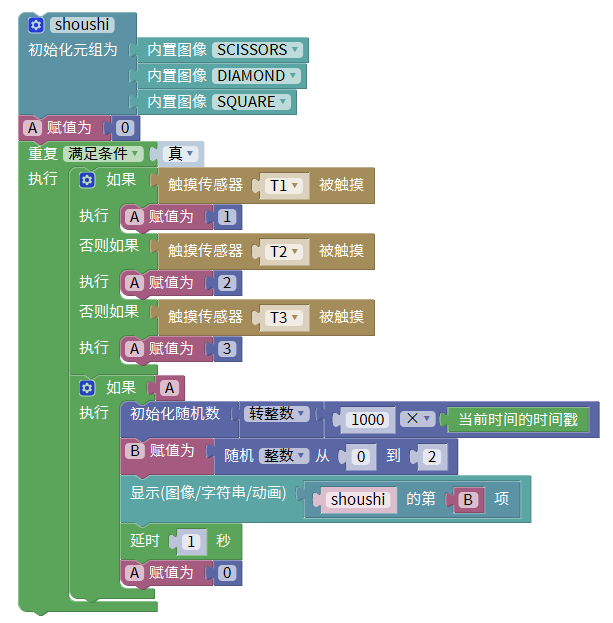 shoushi
初始化元组为 内置图像 SCISSORS
内置图像 DIAMOND
内置图像 SQUARE
A 赋值为 0
重复 满足条件 真
执行 如果 触摸传感器 T1 被触摸
执行 A 赋值为 1
否则如果 触摸传感器 T2 被触摸
执行 A 赋值为 2
否则如果 触摸传感器 T3 被触摸
执行 A 赋值为 3
如果 A
执行 初始化随机数 转整数 1000 × 当前时间的时间戳
B 赋值为 随机 整数 从 0 到 2
显示(图像/字符串/动画) shoushi 的第 B 项
延时 1 秒
A 赋值为 0